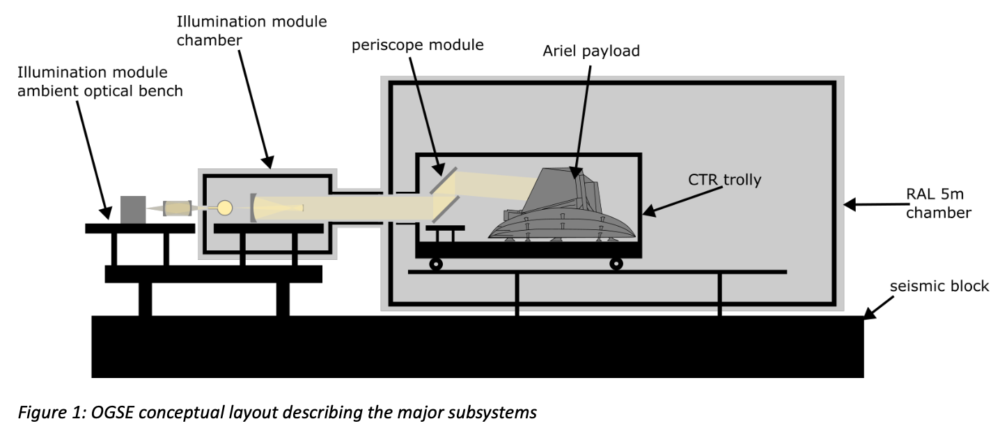 Illumination module
chamber
periscope module
Ariel payload
Illumination module
ambient optical bench
CTR trolly
RAL 5m
chamber
seismic block
Figure 1: OGSE conceptual layout describing the major subsystems